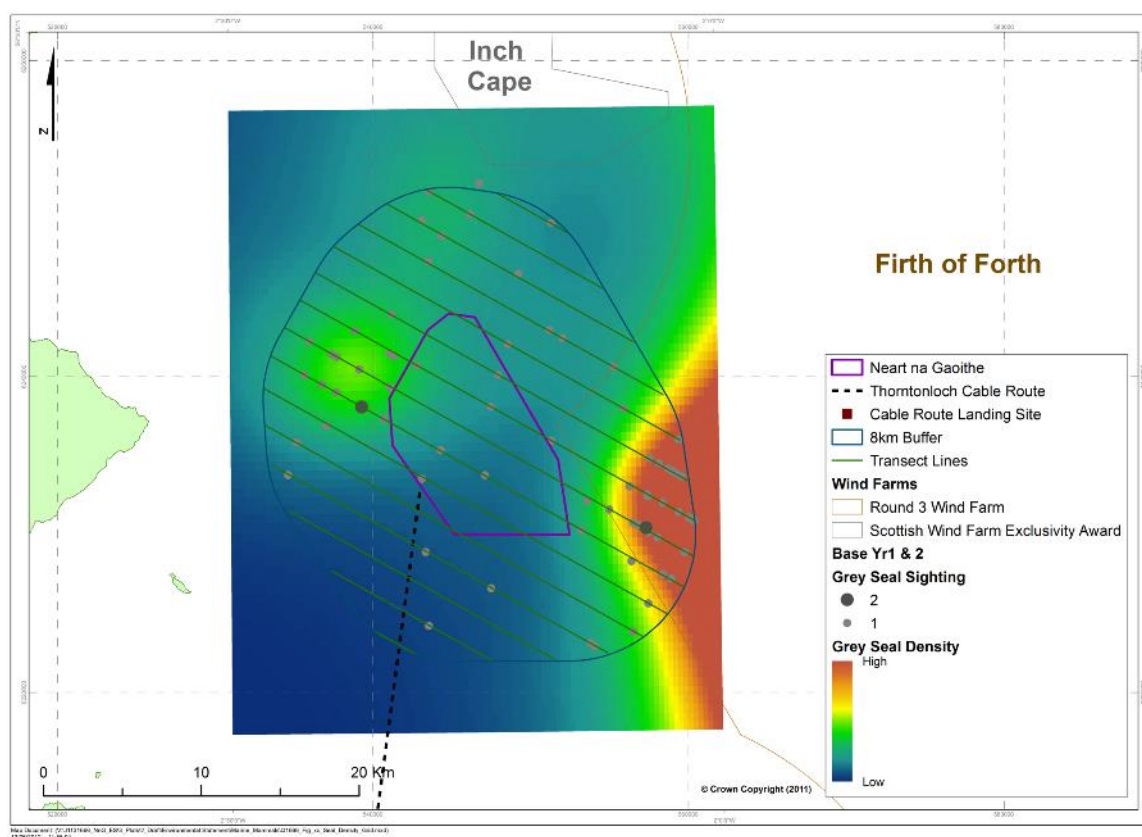 Inch
Cape
Firth of Forth
N
Neart na Gaoithe
Thorntonloch Cable Route
Cable Route Landing Site
8km Buffer
Transect Lines
Wind Farms
Round 3 Wind Farm
Scottish Wind Farm Exclusivity Award
Base Yr1 & 2
Grey Seal Sighting
2
1
Grey Seal Density
High
Low
0 10 20 Km
© Crown Copyright (2011)